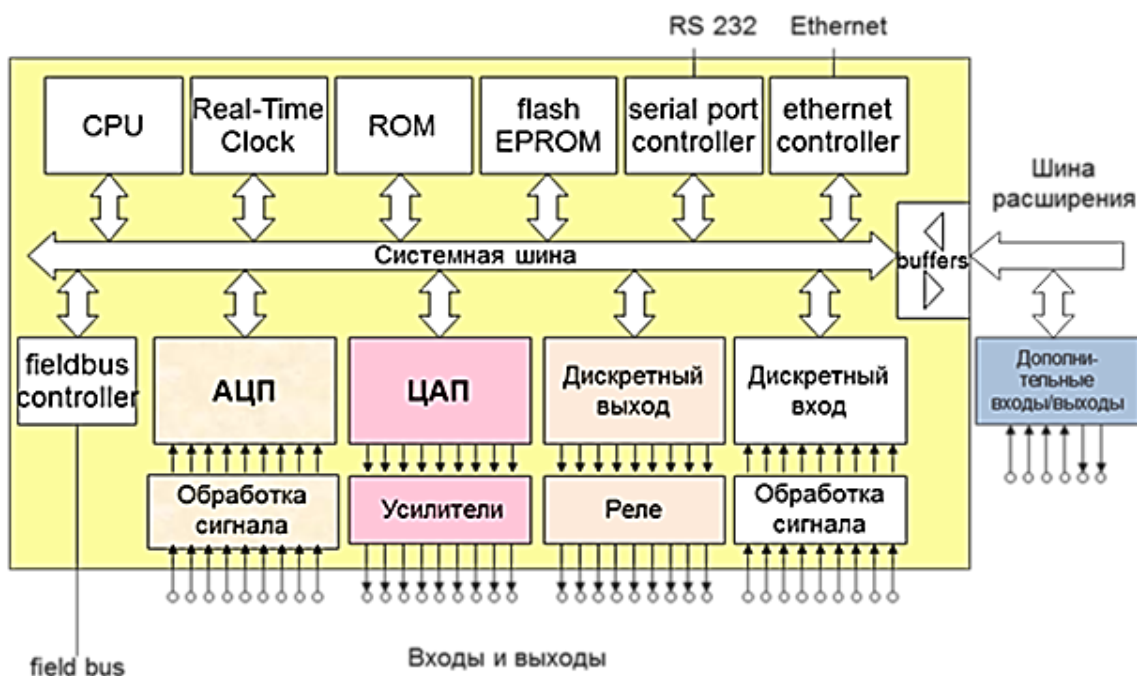 RS 232
Ethernet
CPU
Real-Time
Clock
ROM
flash
EPROM
serial port
controller
ethernet
controller
Шина
расширения
Системная шина
buffers
fieldbus
controller
АЦП
ЦАП
Дискретный
выход
Дискретный
вход
Дополни-
тельные
входы/выходы
Обработка
сигнала
Усилители
Реле
Обработка
сигнала
field bus
Входы и выходы